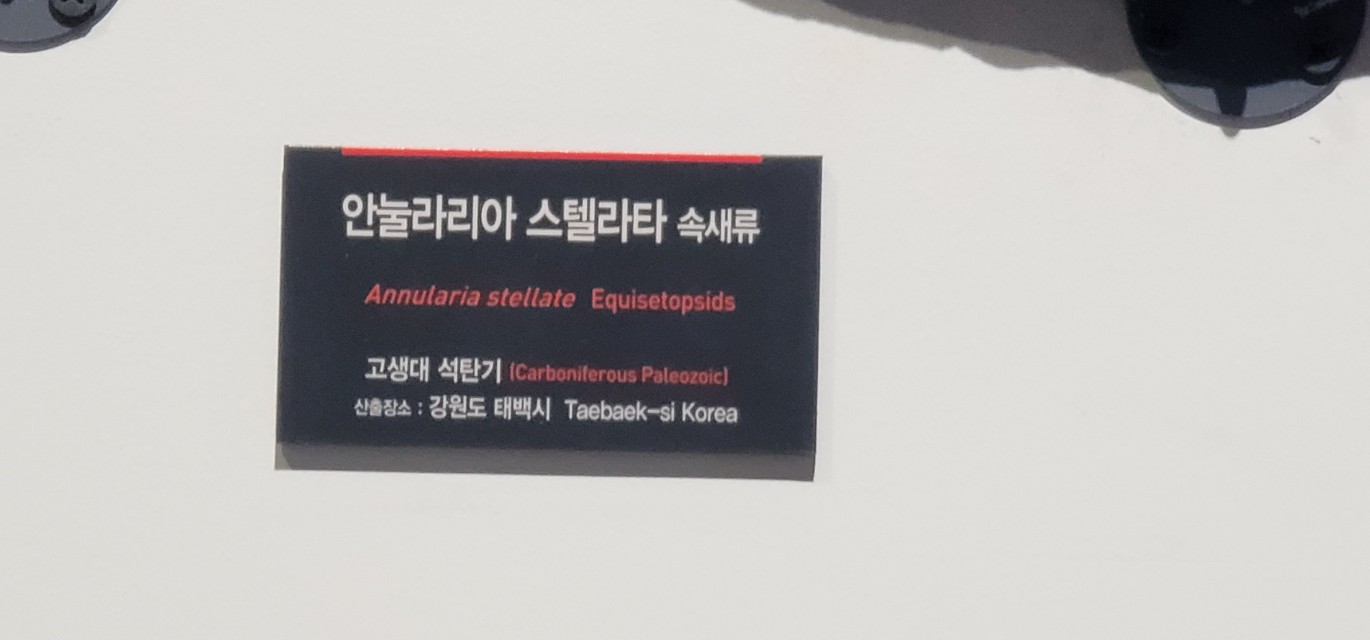 안눌라리아 스텔라타 속새류
Annularia stellate Equisetopsids
고생대 석탄기 (Carboniferous Paleozoic)
산출장소 : 강원도 태백시 Taebaek-si Korea